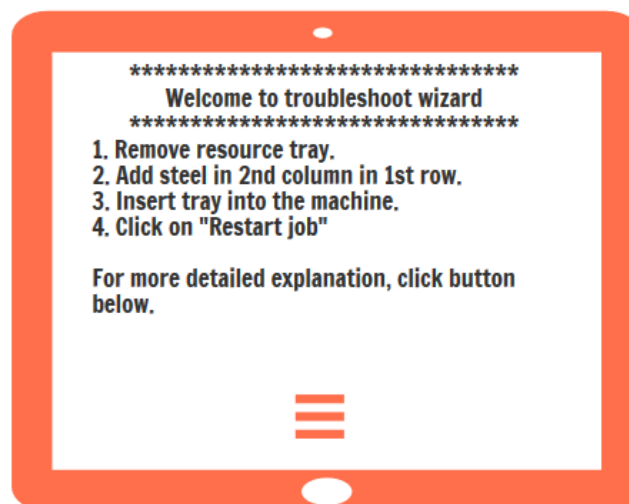 ********************************
Welcome to troubleshoot wizard
********************************
1. Remove resource tray.
2. Add steel in 2nd column in 1st row.
3. Insert tray into the machine.
4. Click on "Restart job"
For more detailed explanation, click button
below.